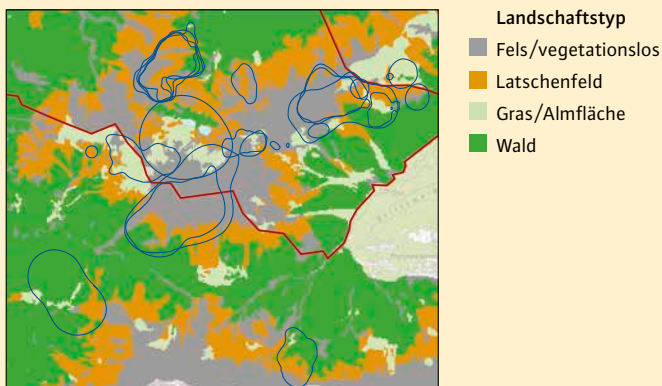 Landschaftstyp
Fels/vegetationslos
Latschenfeld
Gras/Almfläche
Wald